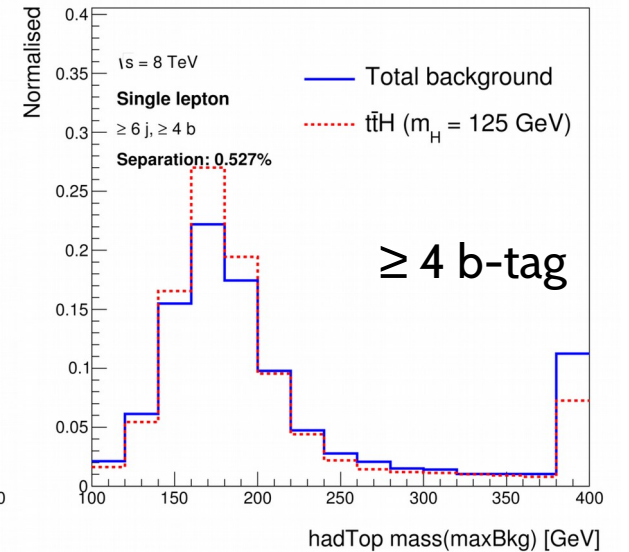 Normalised
0.4
0.35
0.3
0.25
0.2
0.15
0.1
0.05
0
√s = 8 TeV
Single lepton
≥ 6 j, ≥ 4 b
Separation: 0.527%
Total background
tt̄H (m_H = 125 GeV)
≥ 4 b-tag
0
100 150 200 250 300 350 400
hadTop mass(maxBkg) [GeV]